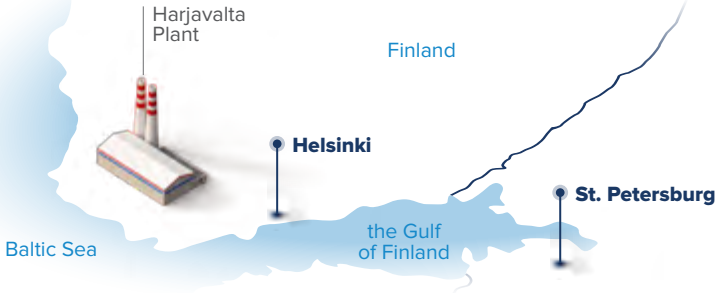 Harjavalta
Plant
Finland
Helsinki
St. Petersburg
the Gulf
of Finland
Baltic Sea